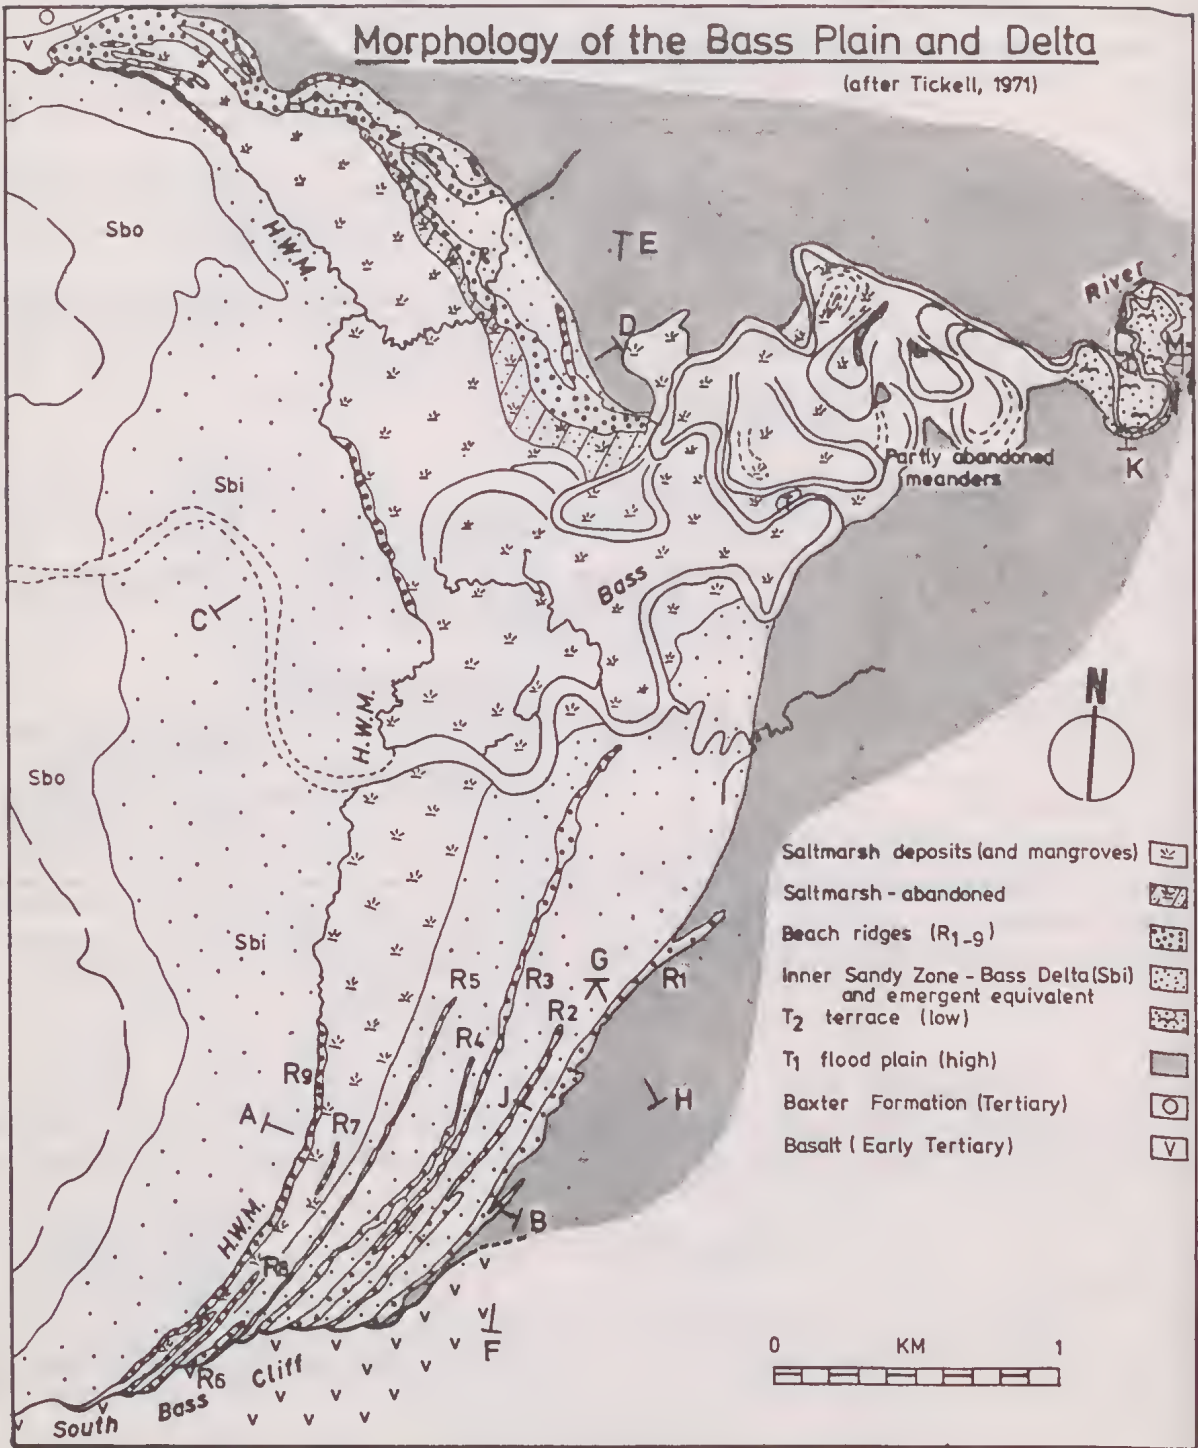 Morphology of the Bass Plain and Delta
(after Tickell, 1971)
O
V V
Sbo
H.W.M.
E
D
River
K
Partly abandoned
meanders
Sbi
Bass
C
H.W.M.
N
Sbo
Saltmarsh deposits (and mangroves)
Saltmarsh - abandoned
Beach ridges (R1-9)
Inner Sandy Zone - Bass Delta (Sbi)
and emergent equivalent
T2 terrace (low)
T1 flood plain (high)
Baxter Formation (Tertiary) O
Basalt (Early Tertiary) V
Sbi
R5
R3
G
R1
R4
R2
R9
A
R7
J
H
H.W.M.
B
R8
F
R6
South Bass Cliff
0 KM 1